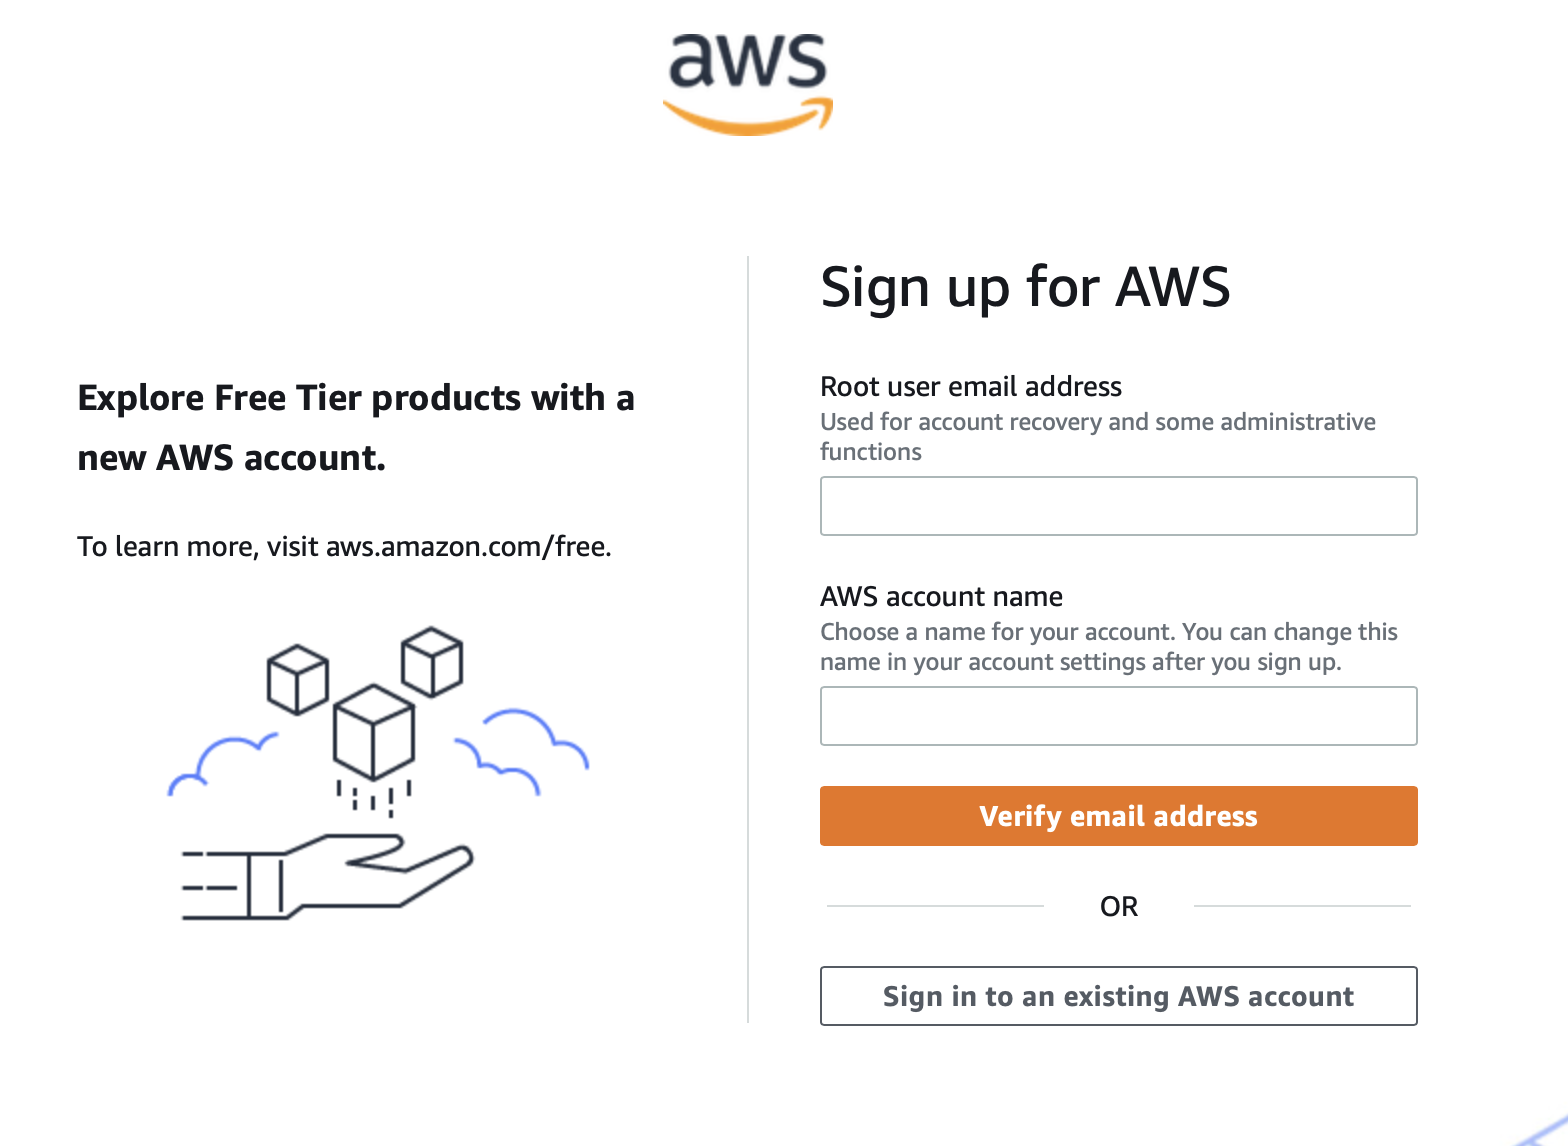 aws
Explore Free Tier products with a
new AWS account.
To learn more, visit aws.amazon.com/free.
Sign up for AWS
Root user email address
Used for account recovery and some administrative
functions
AWS account name
Choose a name for your account. You can change this
name in your account settings after you sign up.
Verify email address
OR
Sign in to an existing AWS account